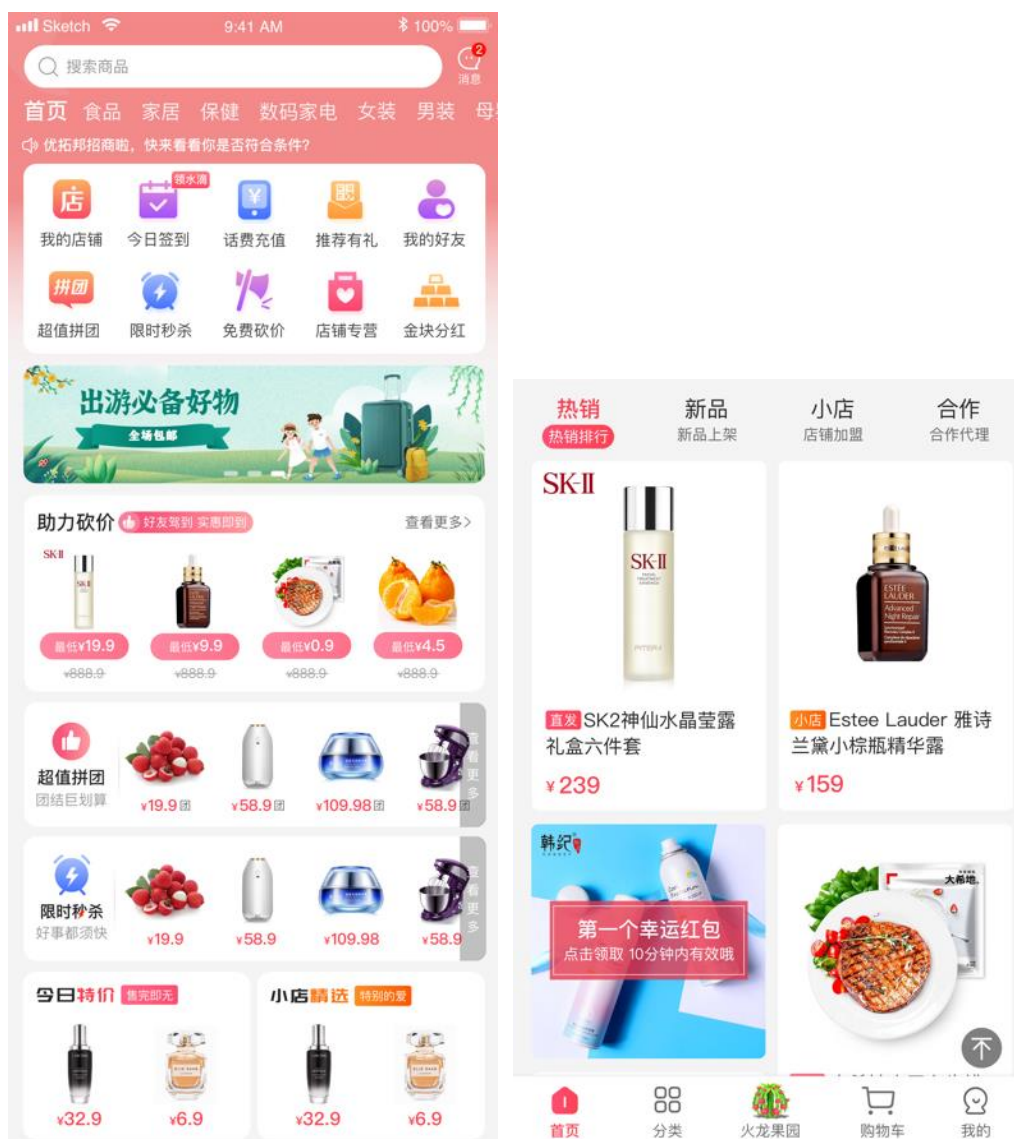 Sketch 9:41 AM 100%
搜索商品
2
消息
首页 食品 家居 保健 数码家电 女装 男装
优拓邦招商啦，快来看看你是否符合条件?
店 领水滴
我的店铺 今日签到 话费充值 推荐有礼 我的好友
拼团
超值拼团 限时秒杀 免费砍价 店铺专营 金块分红
出游必备好物
全场包邮
助力砍价 好友驾到 实惠即到 查看更多>
SK-II
最低¥19.9 最低¥9.9 最低¥0.9 最低¥4.5
¥888.9 ¥888.9 ¥888.9 ¥888.9
超值拼团
团结巨划算
¥19.9团 ¥58.9团 ¥109.98团 ¥58.9团
查看更多
限时秒杀
好事都须快
¥19.9 ¥58.9 ¥109.98 ¥58.9
查看更多
今日特价 售完即无
¥32.9 ¥6.9
小店精选 特别的爱
¥32.9 ¥6.9
热销 新品 小店 合作
热销排行 新品上架 店铺加盟 合作代理
SK-II
SK-II
FACIAL
TREATMENT
ESSENCE
PITERA
直发 SK2神仙水晶莹露
礼盒六件套
¥239
ESTĒE
LAUDER
Advanced
Night Repair
小店 Estee Lauder 雅诗
兰黛小棕瓶精华露
¥159
韩纪
第一个幸运红包
点击领取 10分钟内有效哦
大希地
首页 分类 火龙果园 购物车 我的